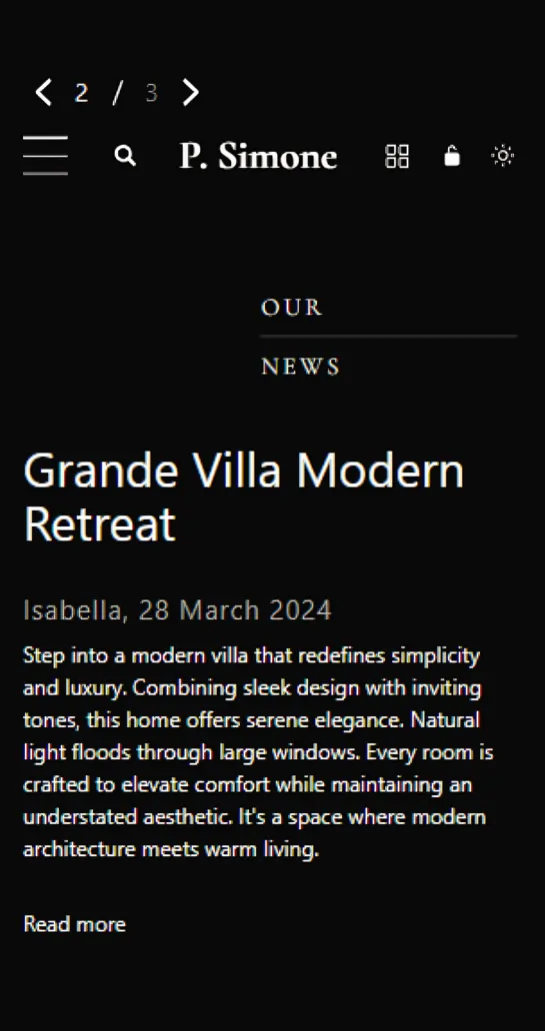 2 / 3
P. Simone
OUR
NEWS
Grande Villa Modern
Retreat
Isabella, 28 March 2024
Step into a modern villa that redefines simplicity
and luxury. Combining sleek design with inviting
tones, this home offers serene elegance. Natural
light floods through large windows. Every room is
crafted to elevate comfort while maintaining an
understated aesthetic. It's a space where modern
architecture meets warm living.
Read more